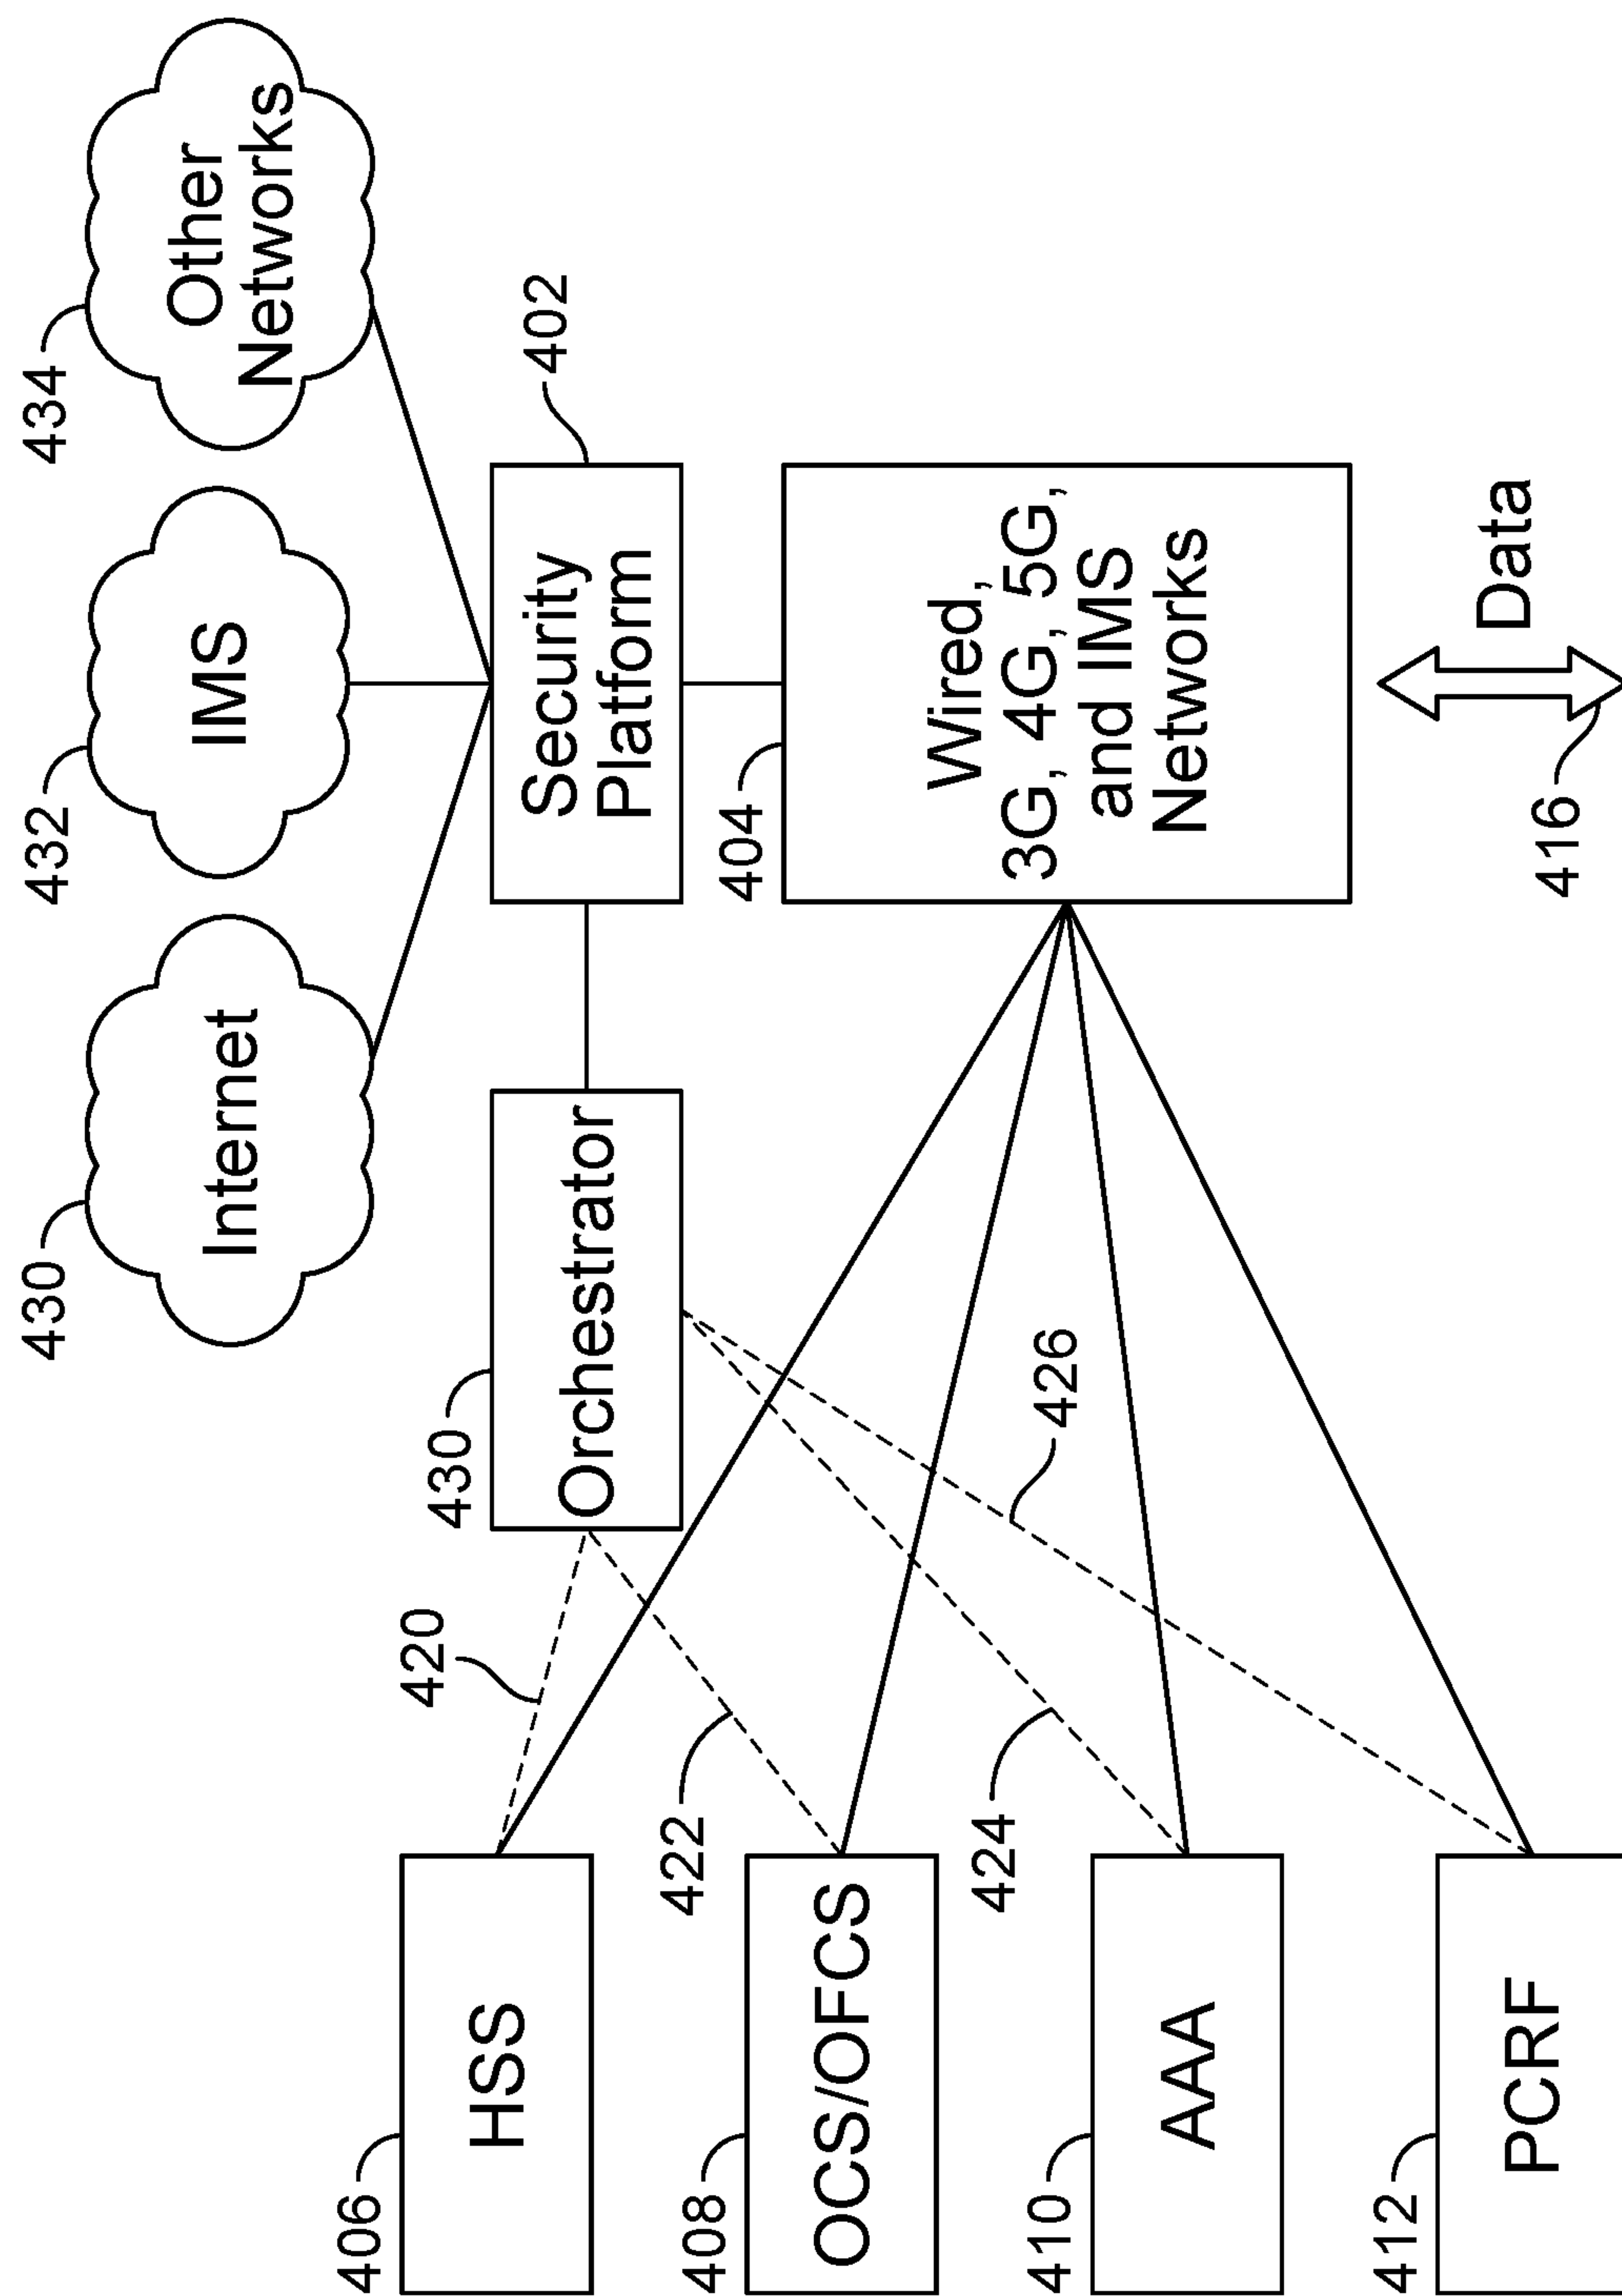 430
Internet
432
IMS
434
Other
Networks
406
HSS
420
430
Orchestrator
Security
Platform
402
408
OCS/OFCS
422
404
Wired,
3G, 4G, 5G,
and IMS
Networks
410
AAA
424
426
412
PCRF
416
Data